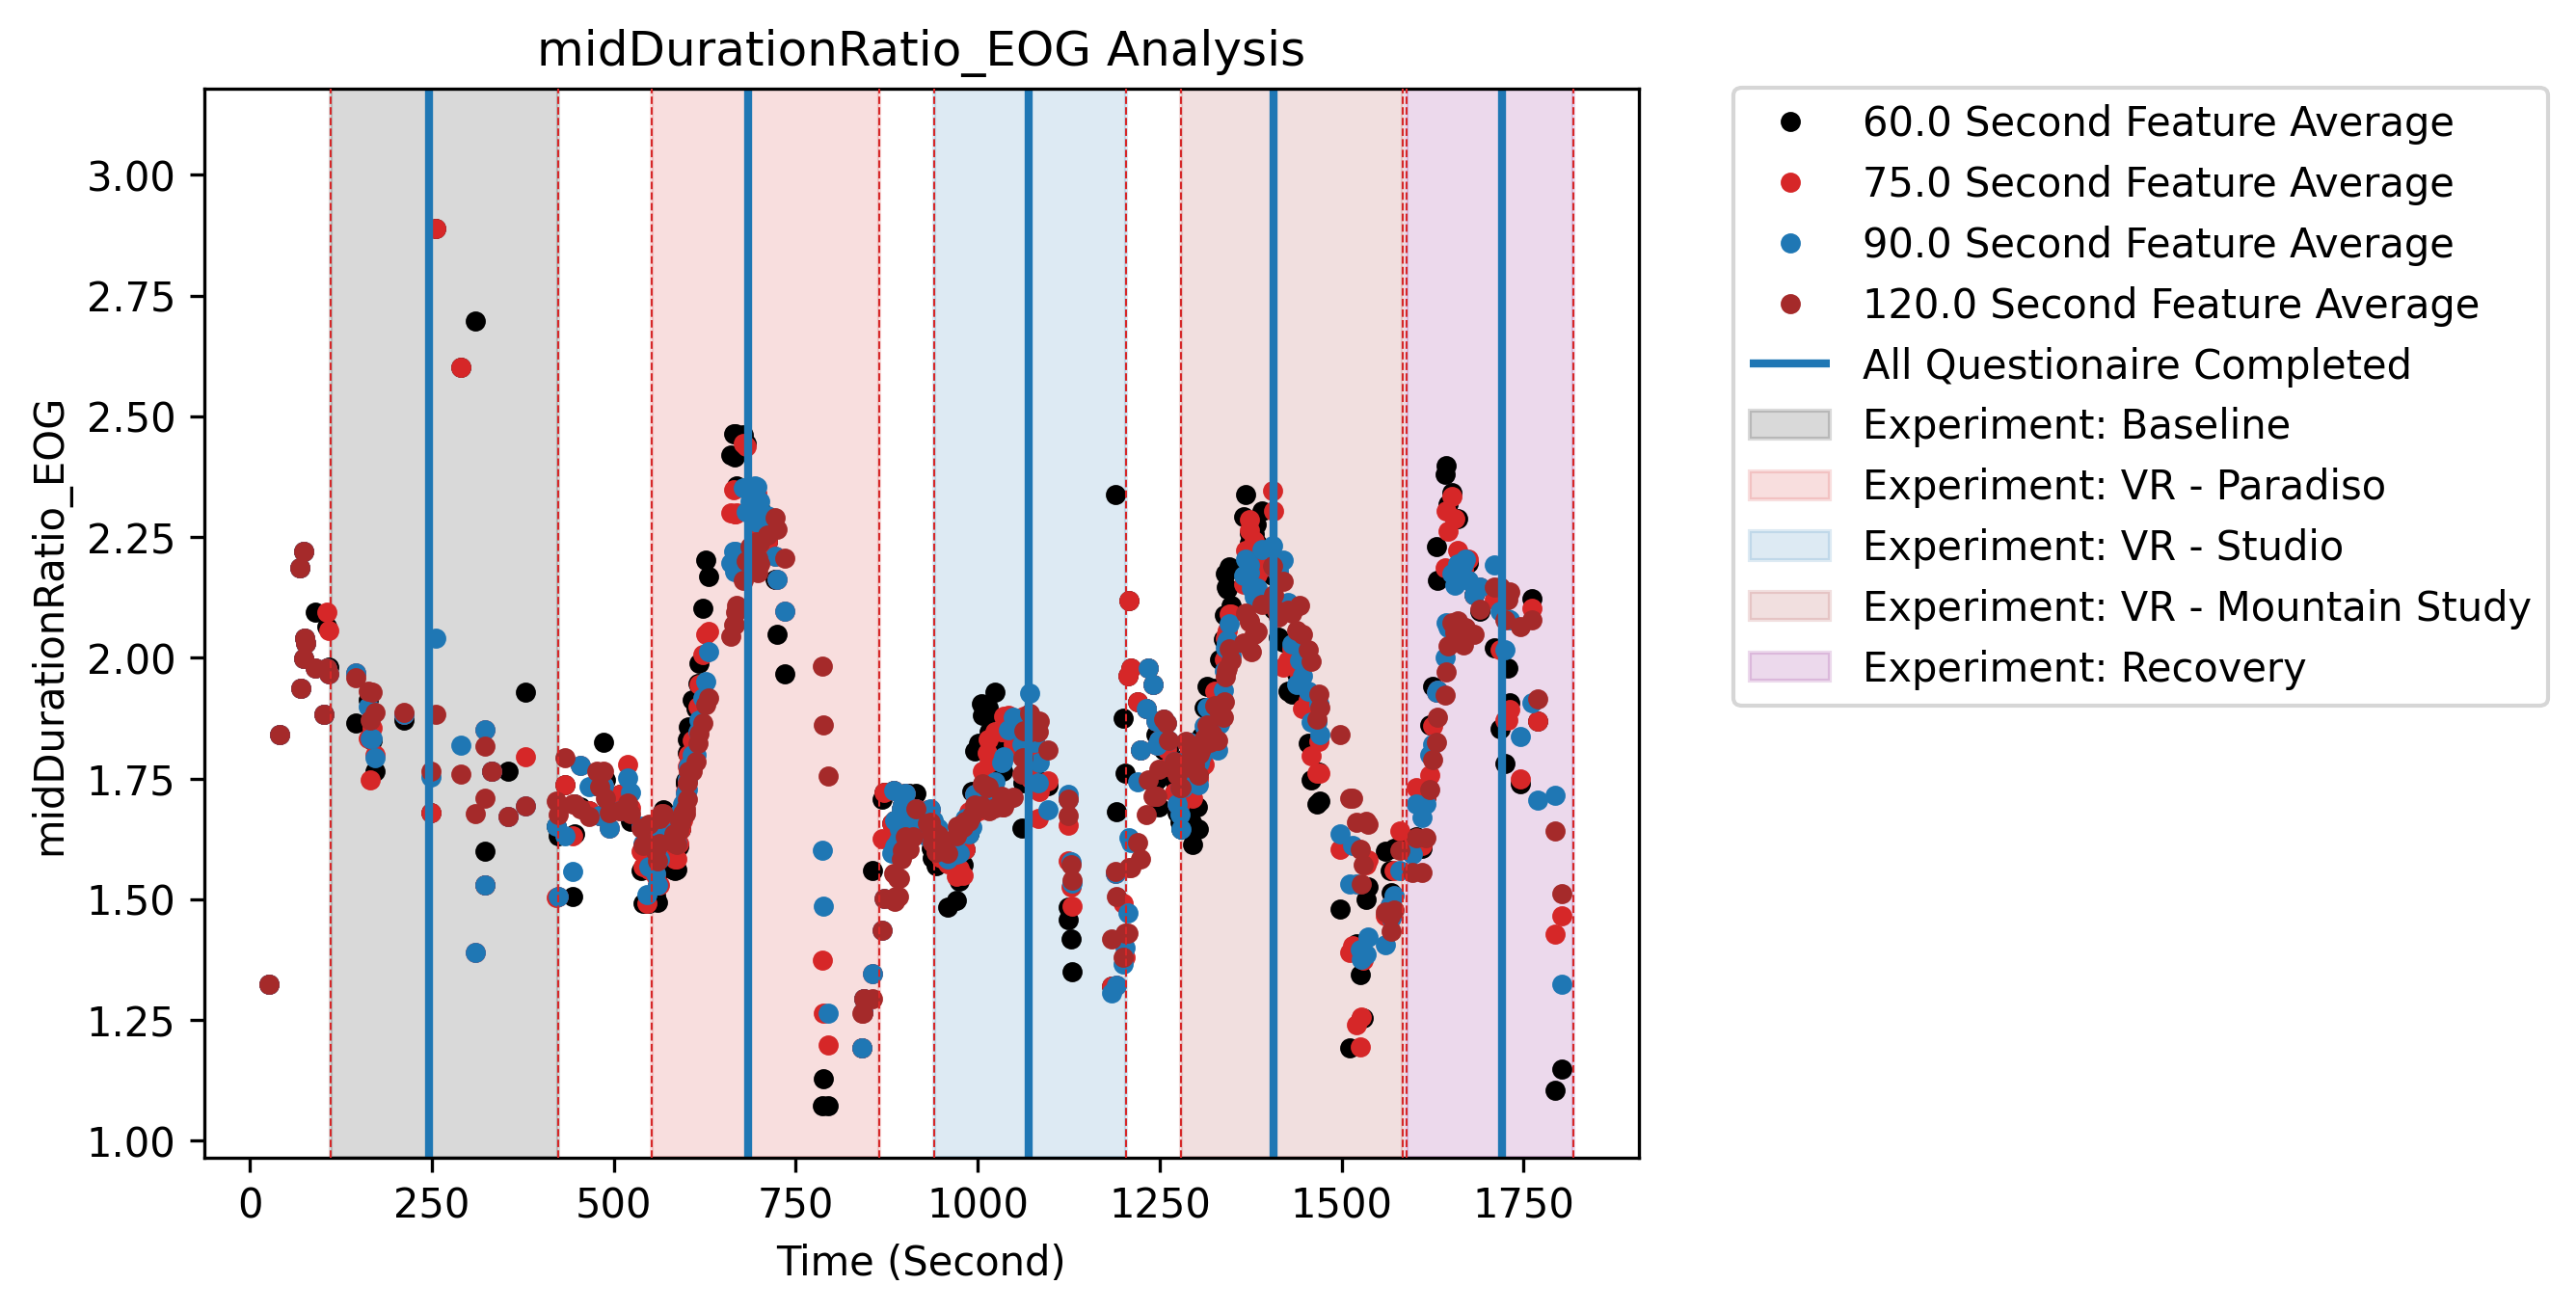 midDurationRatio_EOG Analysis
midDurationRatio_EOG
3.00
2.75
2.50
2.25
2.00
1.75
1.50
1.25
1.00
0 250 500 750 1000 1250 1500 1750
Time (Second)
60.0 Second Feature Average
75.0 Second Feature Average
90.0 Second Feature Average
120.0 Second Feature Average
All Questionaire Completed
Experiment: Baseline
Experiment: VR - Paradiso
Experiment: VR - Studio
Experiment: VR - Mountain Study
Experiment: Recovery